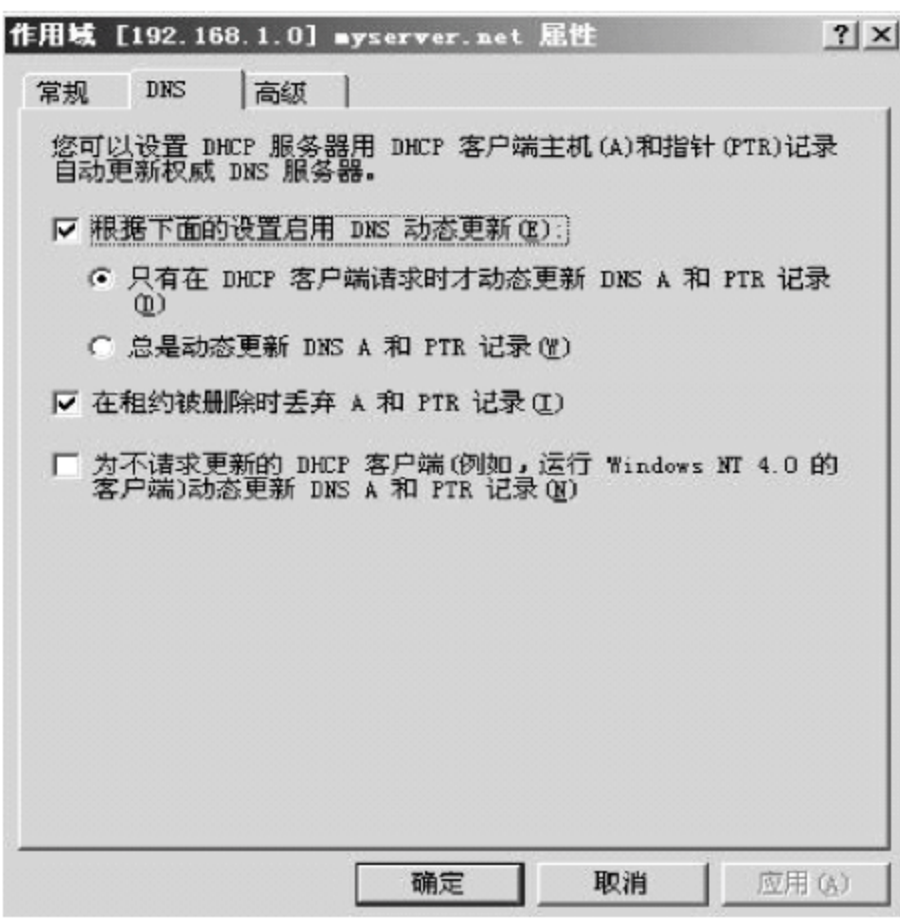 作用域 [192.168.1.0] myserver.net 属性
常规 DNS 高级
您可以设置 DHCP 服务器用 DHCP 客户端主机(A)和指针(PTR)记录
自动更新权威 DNS 服务器。
根据下面的设置启用 DNS 动态更新(E):
只有在 DHCP 客户端请求时才动态更新 DNS A 和 PTR 记录
(D)
总是动态更新 DNS A 和 PTR 记录(W)
在租约被删除时丢弃 A 和 PTR 记录(I)
为不请求更新的 DHCP 客户端(例如，运行 Windows NT 4.0 的
客户端)动态更新 DNS A 和 PTR 记录(N)
确定 取消 应用(A)